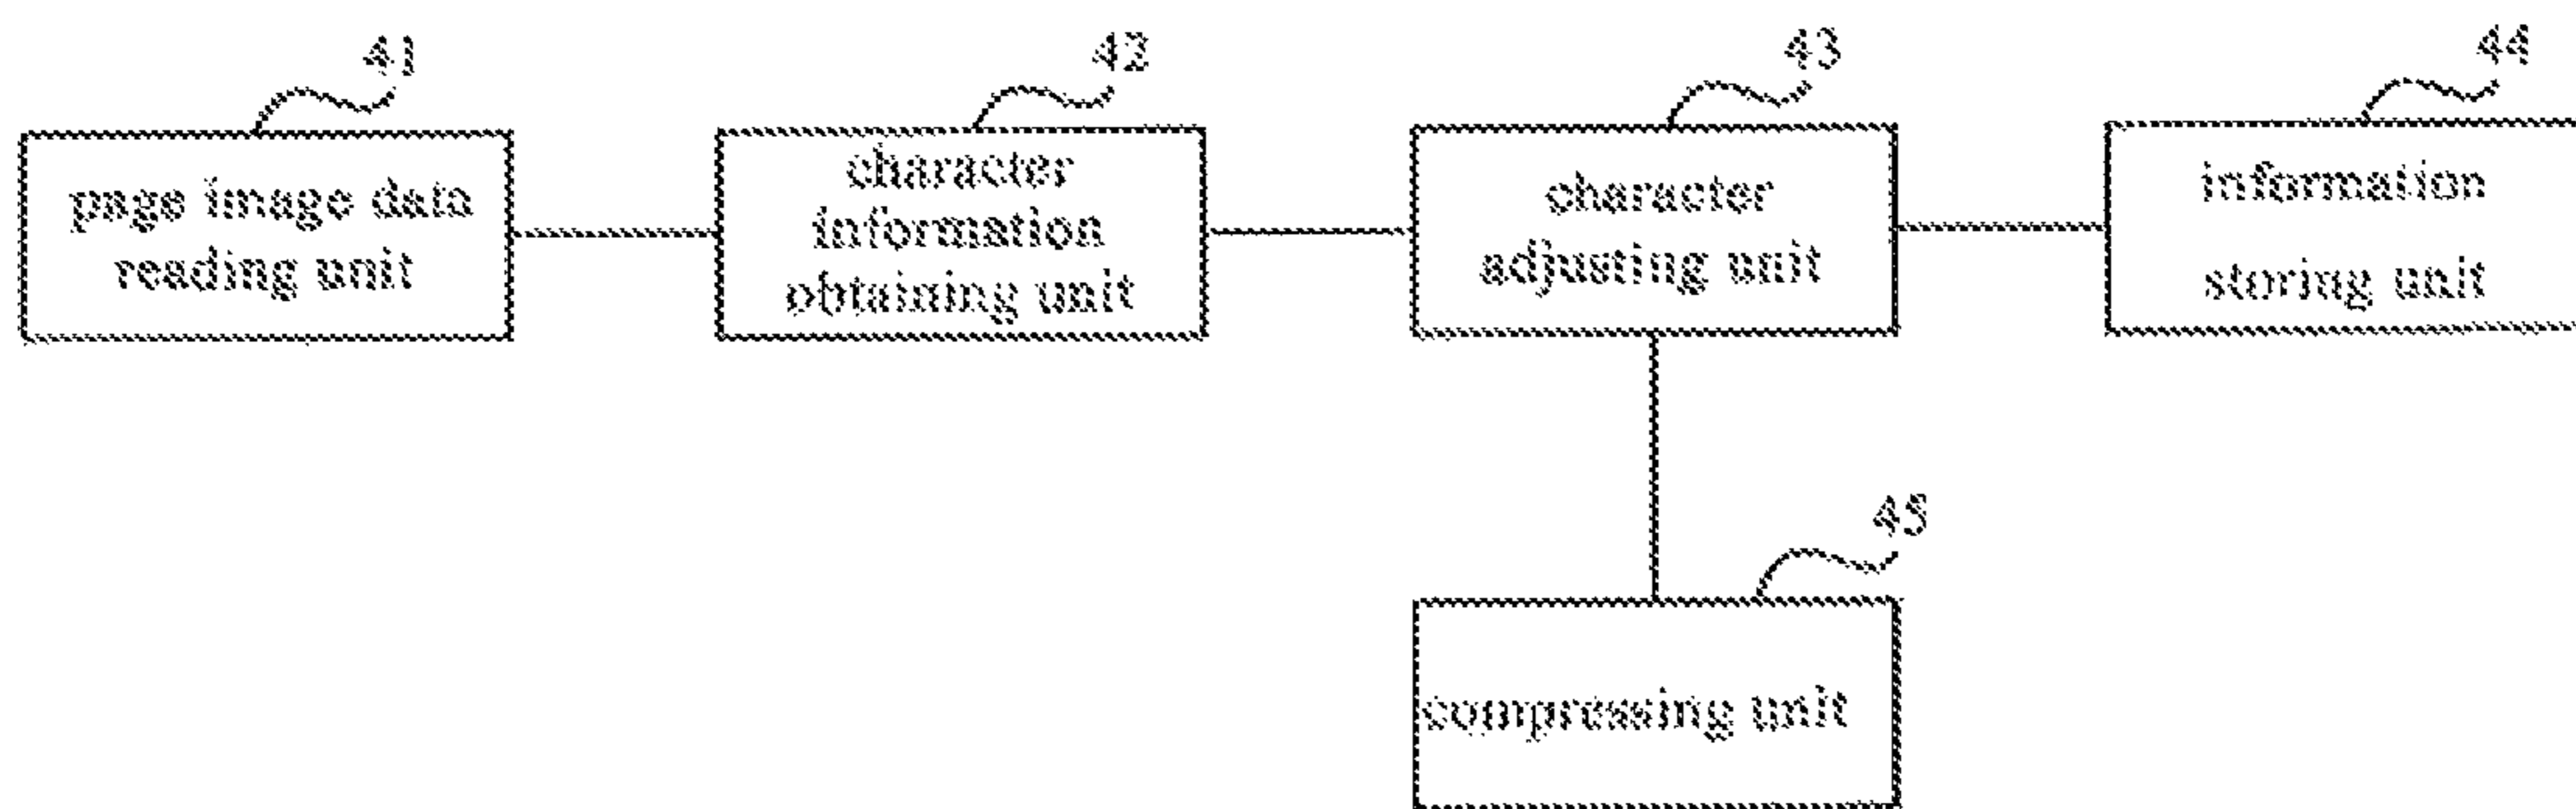 41
42
43
44
page image data
reading unit
character
information
obtaining unit
character
adjusting unit
information
storing unit
45
compressing unit